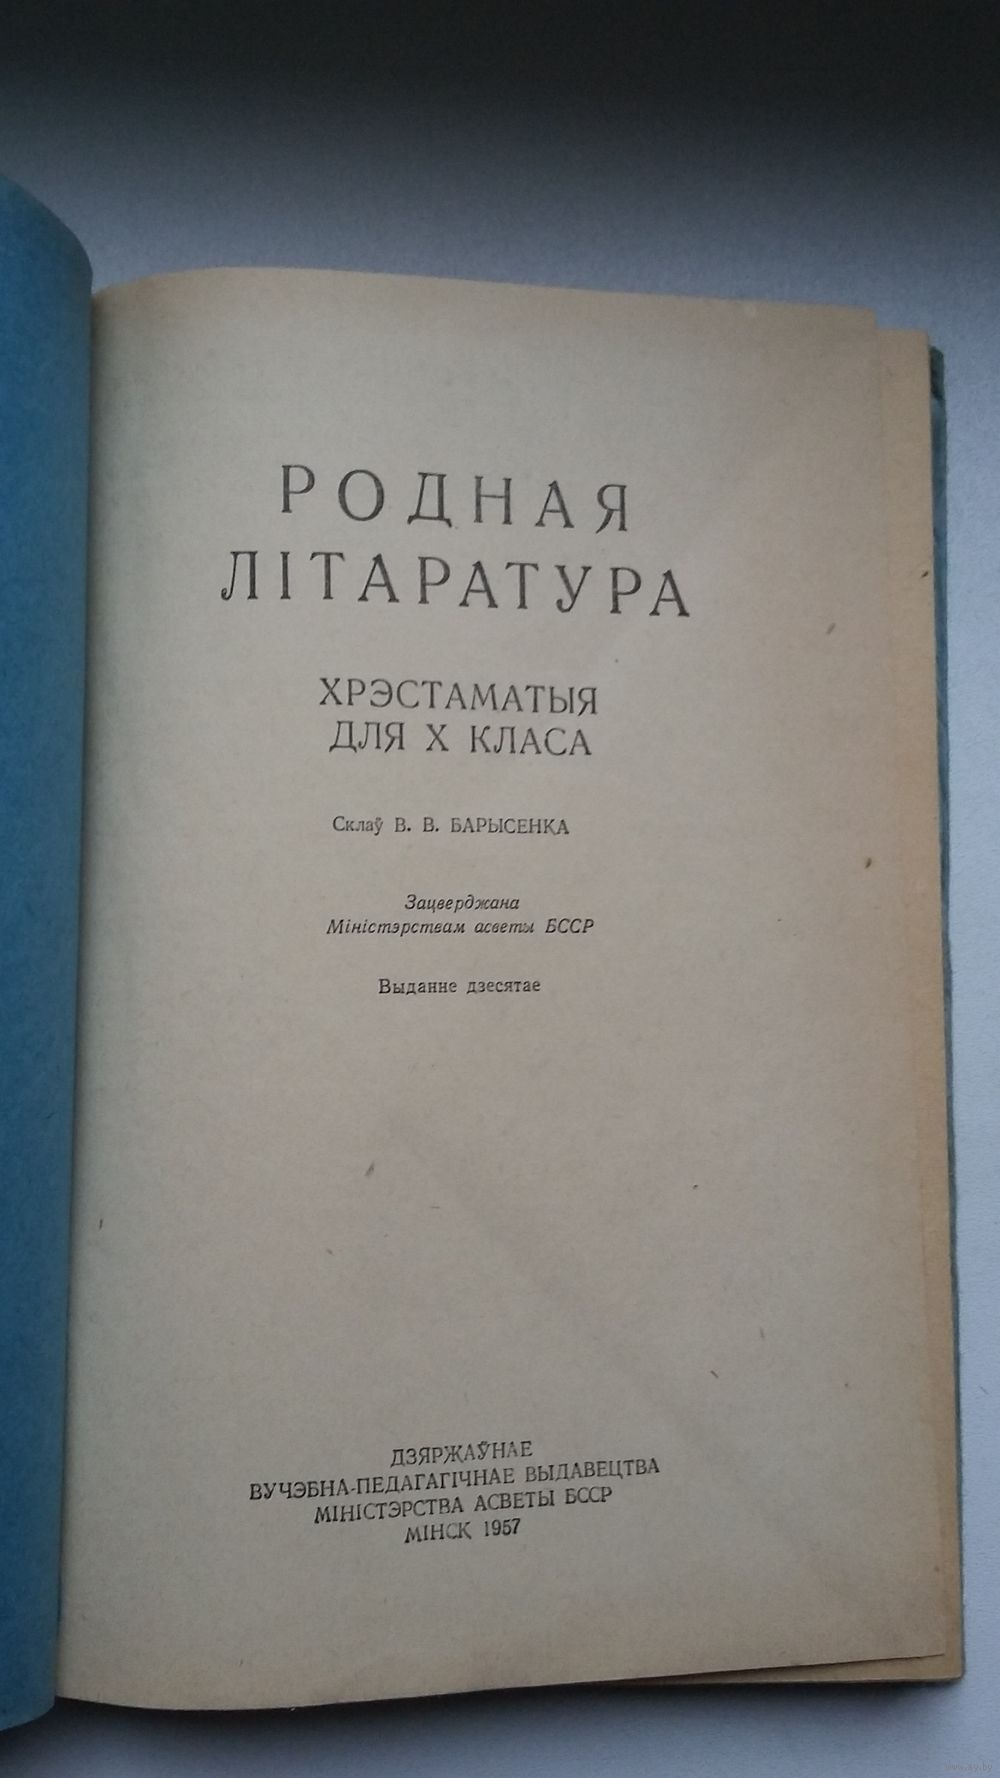 РОДНАЯ
ЛІТАРАТУРА
ХРЭСТАМАТЫЯ
ДЛЯ X КЛАСА
Склаў В. В. БАРЫСЕНКА
Зацверджана
Міністэрствам асветы БССР
Выданне дзесятае
ДЗЯРЖАЎНАЕ
ВУЧЭБНА-ПЕДАГАГІЧНАЕ ВЫДАВЕЦТВА
МІНІСТЭРСТВА АСВЕТЫ БССР
МІНСК 1957